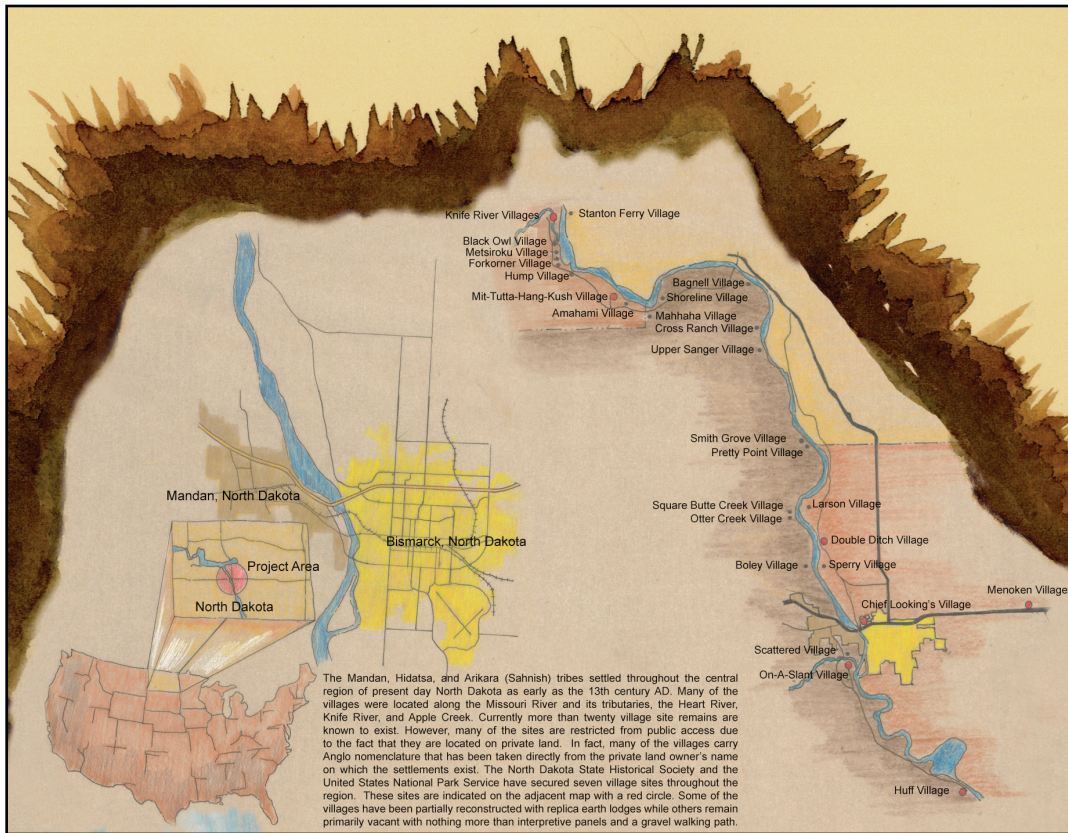 Knife River Villages
Stanton Ferry Village
Black Owl Village
Metsiroku Village
Forkorner Village
Hump Village
Bagnell Village
Mit-Tutta-Hang-Kush Village
Shoreline Village
Amahami Village
Mahhaha Village
Cross Ranch Village
Upper Sanger Village
Smith Grove Village
Pretty Point Village
Square Butte Creek Village
Larson Village
Otter Creek Village
Double Ditch Village
Boley Village
Sperry Village
Menoken Village
Chief Looking's Village
Scattered Village
On-A-Slant Village
Huff Village
Mandan, North Dakota
Bismarck, North Dakota
Project Area
North Dakota
The Mandan, Hidatsa, and Arikara (Sahnish) tribes settled throughout the central
region of present day North Dakota as early as the 13th century AD. Many of the
villages were located along the Missouri River and its tributaries, the Heart River,
Knife River, and Apple Creek. Currently more than twenty village site remains are
known to exist. However, many of the sites are restricted from public access due
to the fact that they are located on private land. In fact, many of the villages carry
Anglo nomenclature that has been taken directly from the private land owner's name
on which the settlements exist. The North Dakota State Historical Society and the
United States National Park Service have secured seven village sites throughout the
region. These sites are indicated on the adjacent map with a red circle. Some of the
villages have been partially reconstructed with replica earth lodges while others remain
primarily vacant with nothing more than interpretive panels and a gravel walking path.